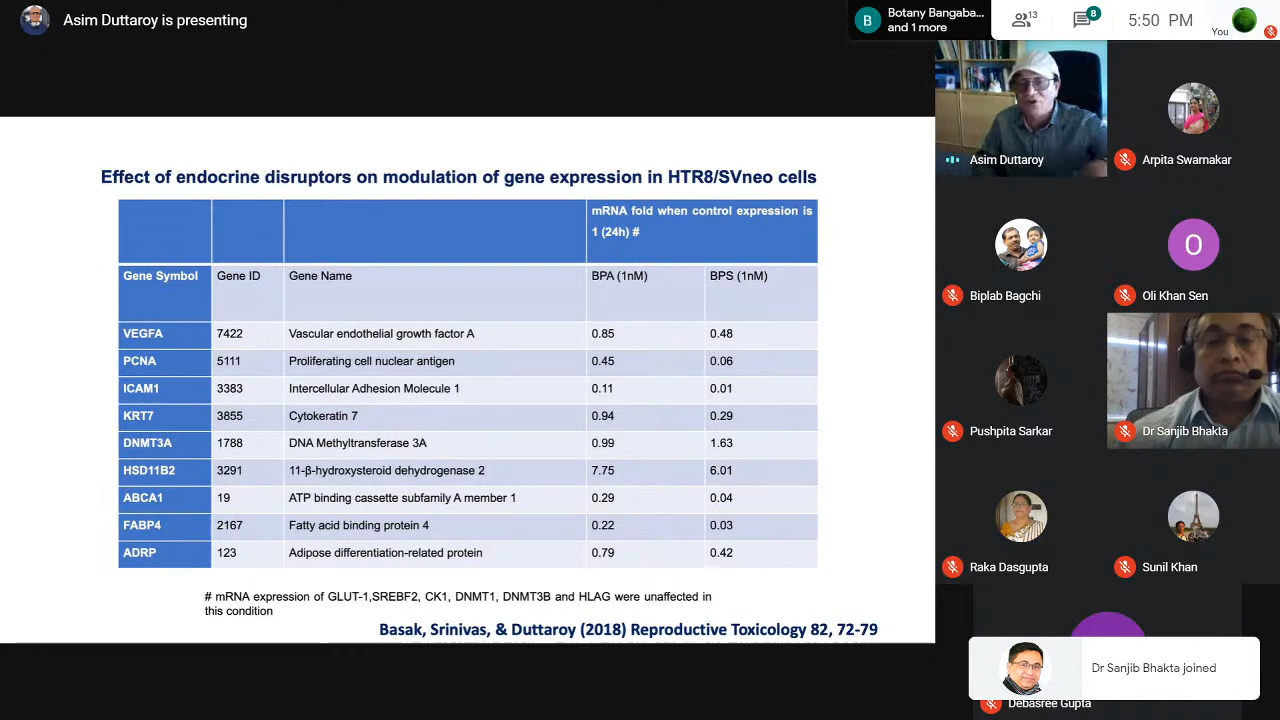 Asim Duttaroy is presenting
B
Botany Bangaba...
and 1 more
13
8
5:50 PM
You
Effect of endocrine disruptors on modulation of gene expression in HTR8/SVneo cells
mRNA fold when control expression is
1 (24h) #
Gene Symbol Gene ID Gene Name BPA (1nM) BPS (1nM)
VEGFA 7422 Vascular endothelial growth factor A 0.85 0.48
PCNA 5111 Proliferating cell nuclear antigen 0.45 0.06
ICAM1 3383 Intercellular Adhesion Molecule 1 0.11 0.01
KRT7 3855 Cytokeratin 7 0.94 0.29
DNMT3A 1788 DNA Methyltransferase 3A 0.99 1.63
HSD11B2 3291 11-β-hydroxysteroid dehydrogenase 2 7.75 6.01
ABCA1 19 ATP binding cassette subfamily A member 1 0.29 0.04
FABP4 2167 Fatty acid binding protein 4 0.22 0.03
ADRP 123 Adipose differentiation-related protein 0.79 0.42
# mRNA expression of GLUT-1,SREBF2, CK1, DNMT1, DNMT3B and HLAG were unaffected in
this condition
Basak, Srinivas, & Duttaroy (2018) Reproductive Toxicology 82, 72-79
Asim Duttaroy
Arpita Swarnakar
Biplab Bagchi
O
Oli Khan Sen
Pushpita Sarkar
Dr Sanjib Bhakta
Raka Dasgupta
Sunil Khan
Dr Sanjib Bhakta joined
Debasree Gupta